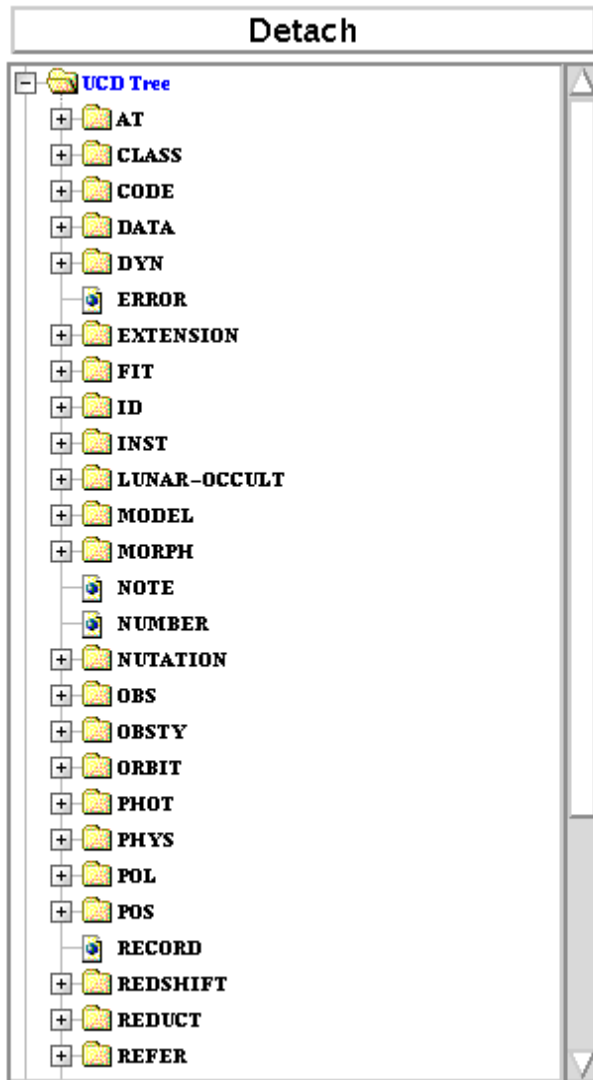 Detach
UCD Tree
AT
CLASS
CODE
DATA
DYN
ERROR
EXTENSION
FIT
ID
INST
LUNAR-OCCULT
MODEL
MORPH
NOTE
NUMBER
NUTATION
OBS
OBSTY
ORBIT
PHOT
PHYS
POL
POS
RECORD
REDSHIFT
REDUCT
REFER